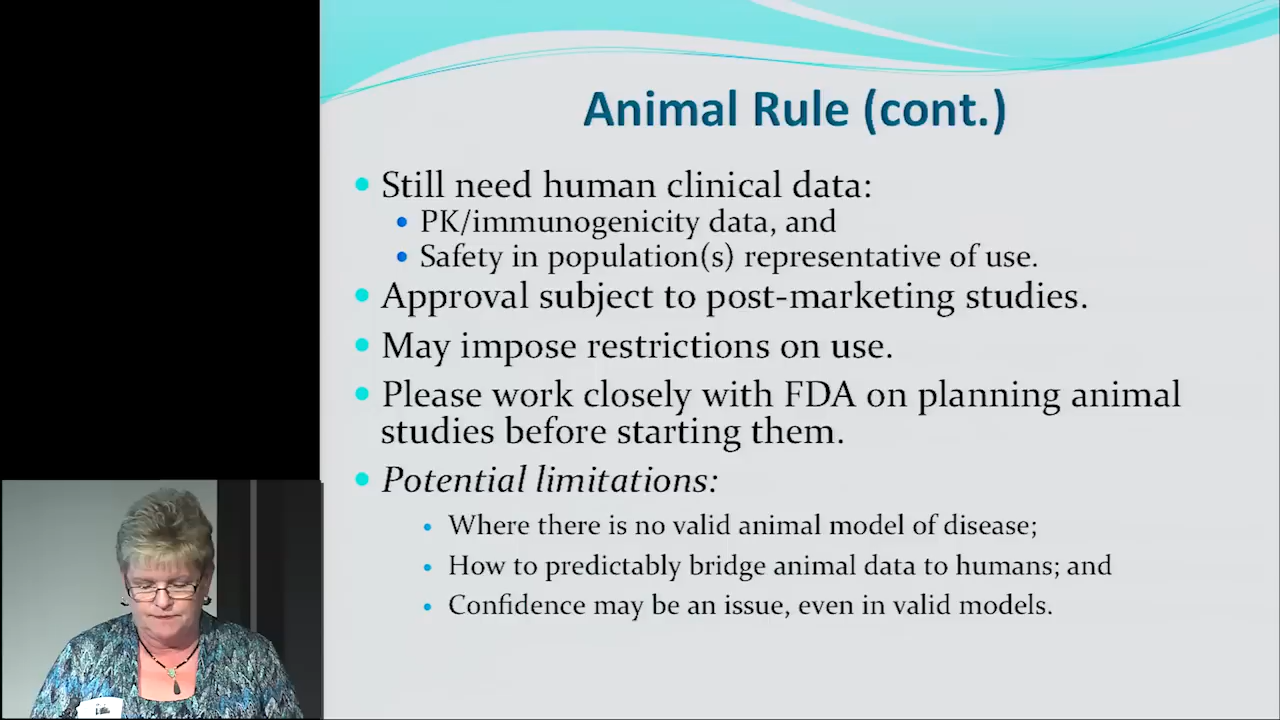 Animal Rule (cont.)
• Still need human clinical data:
• PK/immunogenicity data, and
• Safety in population(s) representative of use.
• Approval subject to post-marketing studies.
• May impose restrictions on use.
• Please work closely with FDA on planning animal
studies before starting them.
• Potential limitations:
• Where there is no valid animal model of disease;
• How to predictably bridge animal data to humans; and
• Confidence may be an issue, even in valid models.